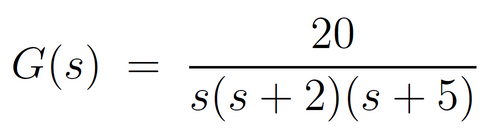 G(s) = 20 / s(s + 2)(s + 5)